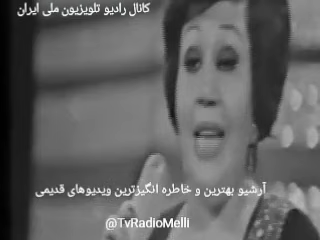 کانال رادیو تلویزیون ملی ایران
آرشیو بهترین و خاطره انگیزترین ویدیوهای قدیمی
@TvRadioMelli